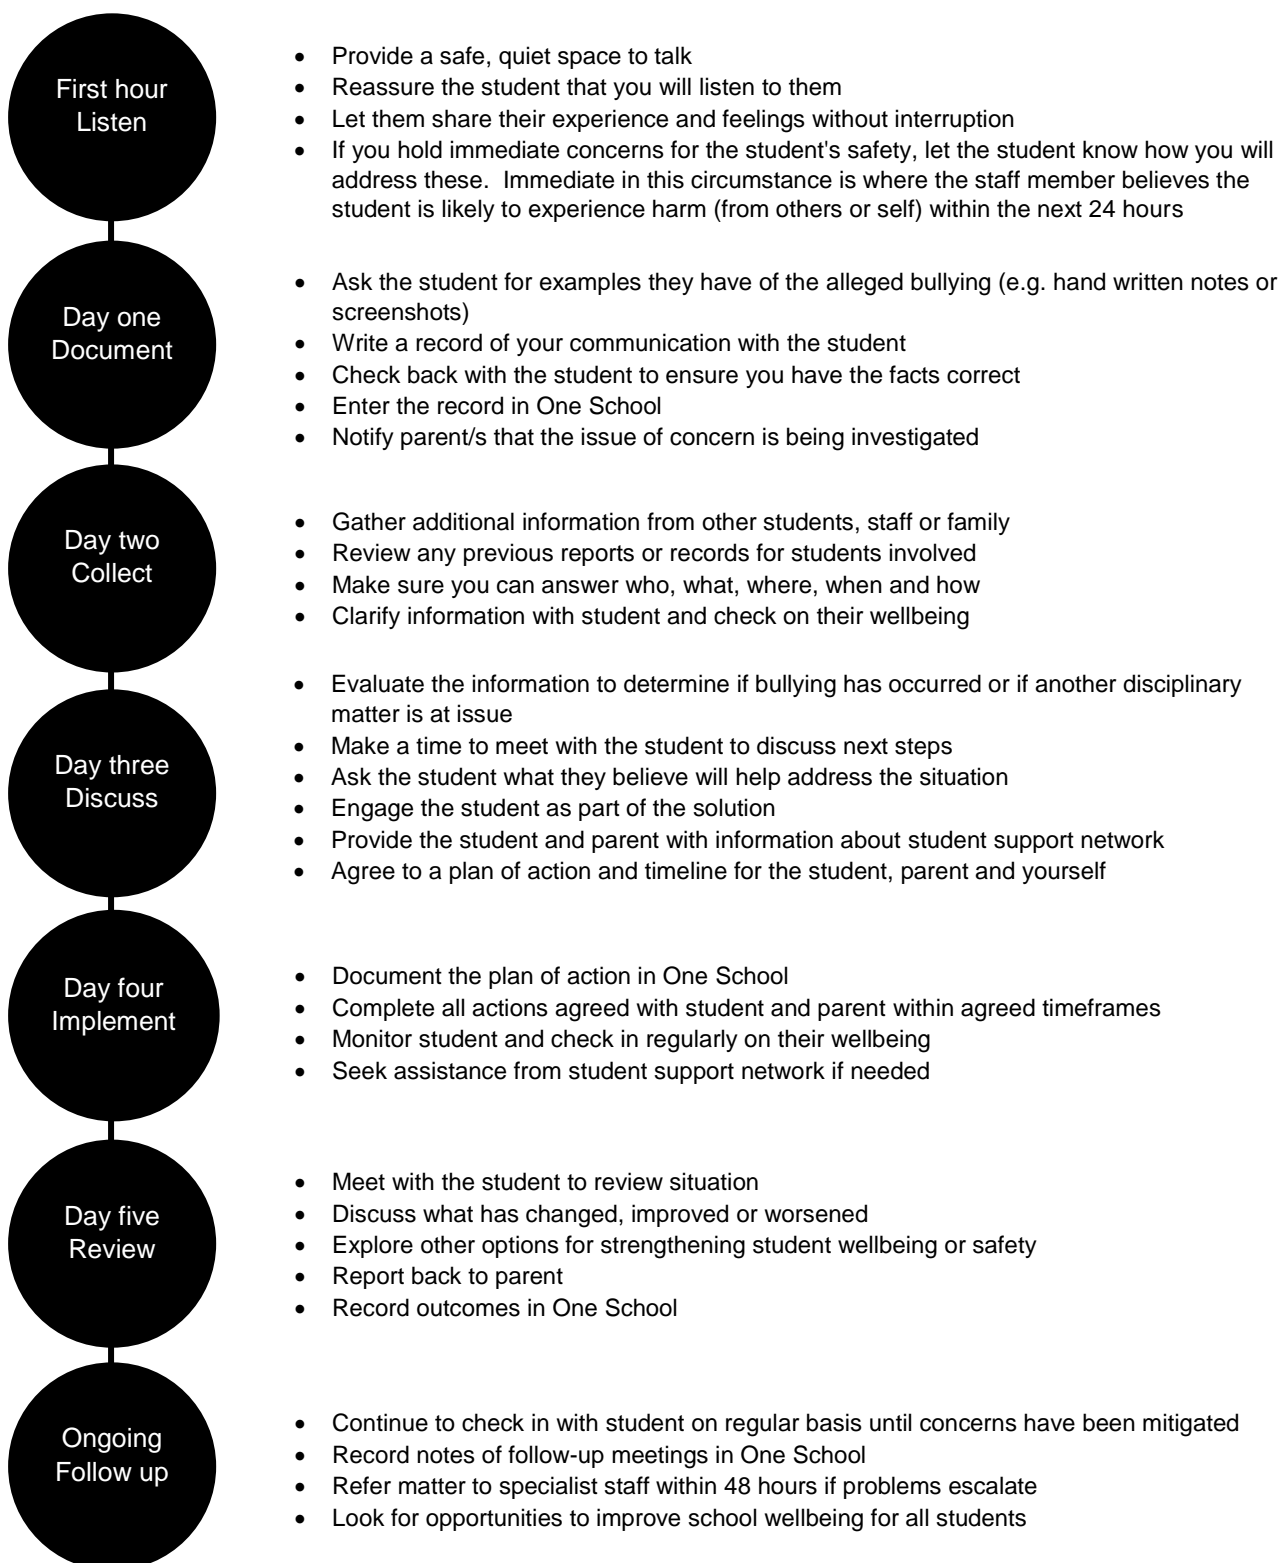 First hour
Listen
• Provide a safe, quiet space to talk
• Reassure the student that you will listen to them
• Let them share their experience and feelings without interruption
• If you hold immediate concerns for the student's safety, let the student know how you will
address these.  Immediate in this circumstance is where the staff member believes the
student is likely to experience harm (from others or self) within the next 24 hours
Day one
Document
• Ask the student for examples they have of the alleged bullying (e.g. hand written notes or
screenshots)
• Write a record of your communication with the student
• Check back with the student to ensure you have the facts correct
• Enter the record in One School
• Notify parent/s that the issue of concern is being investigated
Day two
Collect
• Gather additional information from other students, staff or family
• Review any previous reports or records for students involved
• Make sure you can answer who, what, where, when and how
• Clarify information with student and check on their wellbeing
Day three
Discuss
• Evaluate the information to determine if bullying has occurred or if another disciplinary
matter is at issue
• Make a time to meet with the student to discuss next steps
• Ask the student what they believe will help address the situation
• Engage the student as part of the solution
• Provide the student and parent with information about student support network
• Agree to a plan of action and timeline for the student, parent and yourself
Day four
Implement
• Document the plan of action in One School
• Complete all actions agreed with student and parent within agreed timeframes
• Monitor student and check in regularly on their wellbeing
• Seek assistance from student support network if needed
Day five
Review
• Meet with the student to review situation
• Discuss what has changed, improved or worsened
• Explore other options for strengthening student wellbeing or safety
• Report back to parent
• Record outcomes in One School
Ongoing
Follow up
• Continue to check in with student on regular basis until concerns have been mitigated
• Record notes of follow-up meetings in One School
• Refer matter to specialist staff within 48 hours if problems escalate
• Look for opportunities to improve school wellbeing for all students